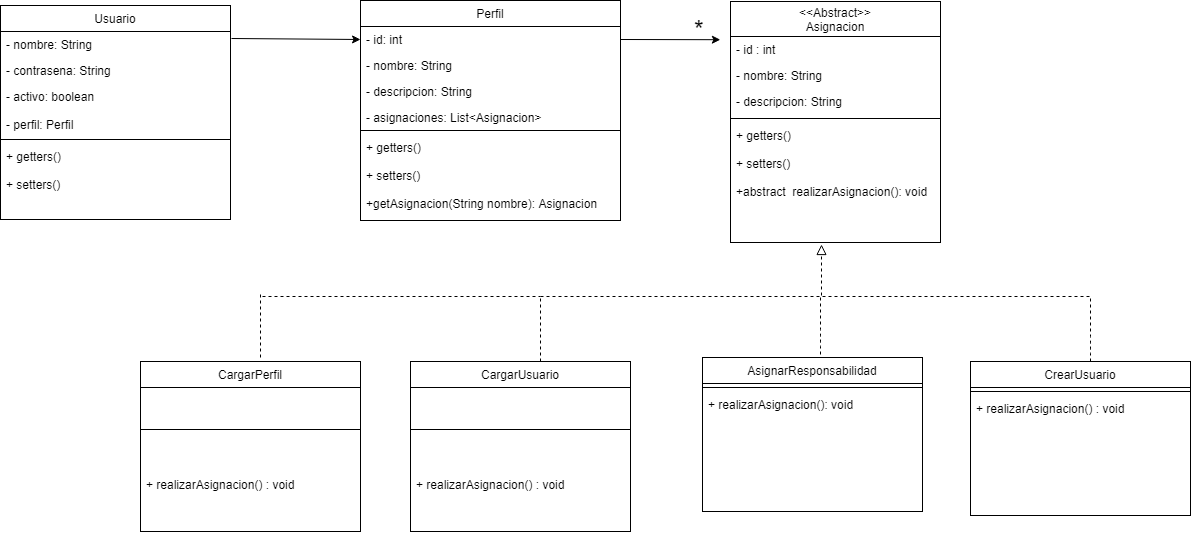 Usuario
- nombre: String
- contrasena: String
- activo: boolean
- perfil: Perfil
+ getters()
+ setters()
Perfil
- id: int
- nombre: String
- descripcion: String
- asignaciones: List<Asignacion>
+ getters()
+ setters()
+getAsignacion(String nombre): Asignacion
*
<<Abstract>>
Asignacion
- id : int
- nombre: String
- descripcion: String
+ getters()
+ setters()
+abstract  realizarAsignacion(): void
CargarPerfil
+ realizarAsignacion() : void
CargarUsuario
+ realizarAsignacion() : void
AsignarResponsabilidad
+ realizarAsignacion(): void
CrearUsuario
+ realizarAsignacion() : void